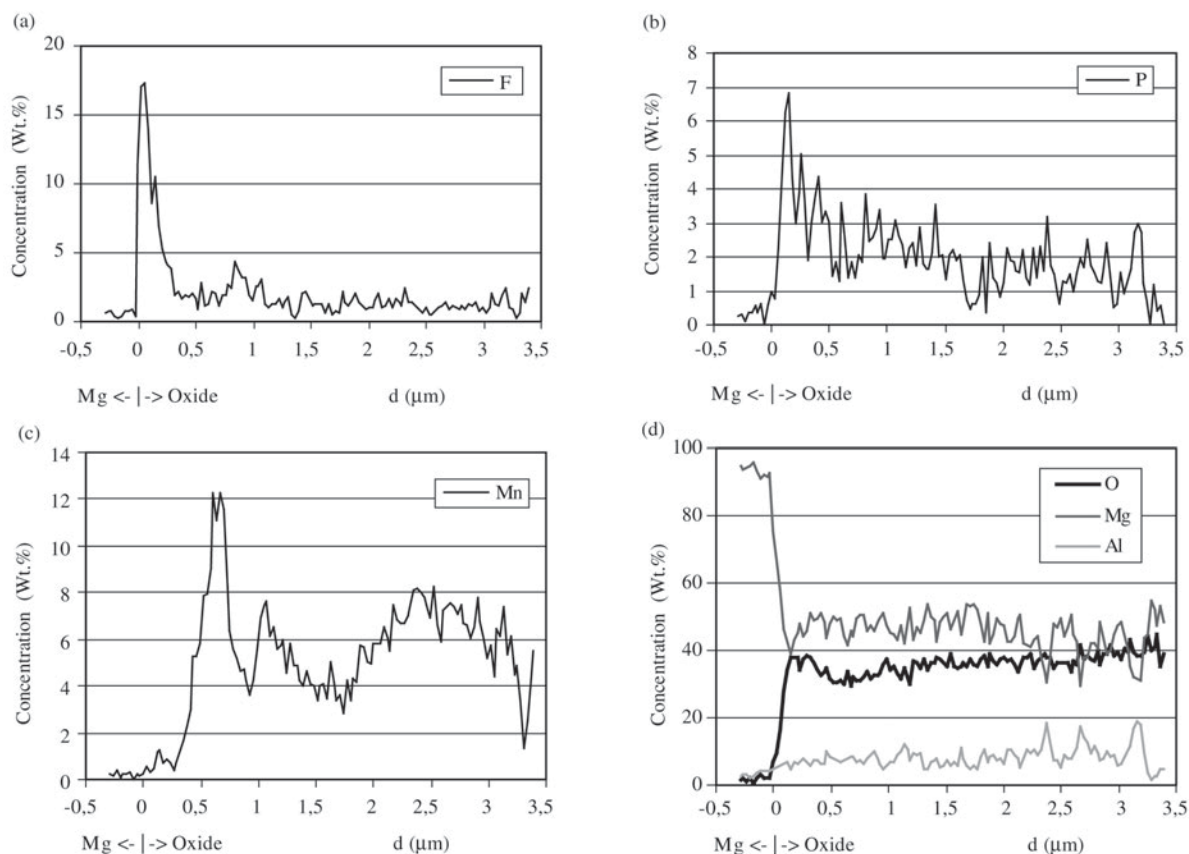 (a)
20
15
10
5
0
Concentration (Wt.%)
F
-0,5 0 0,5 1 1,5 2 2,5 3 3,5
Mg <- | -> Oxide d (μm)
(b)
8
7
6
5
4
3
2
1
0
Concentration (Wt.%)
P
-0,5 0 0,5 1 1,5 2 2,5 3 3,5
Mg <- | -> Oxide d (μm)
(c)
14
12
10
8
6
4
2
0
Concentration (Wt.%)
Mn
-0,5 0 0,5 1 1,5 2 2,5 3 3,5
Mg <- | -> Oxide d (μm)
(d)
100
80
60
40
20
0
Concentration (Wt.%)
O
Mg
Al
-0,5 0 0,5 1 1,5 2 2,5 3 3,5
Mg <- | -> Oxide d (μm)